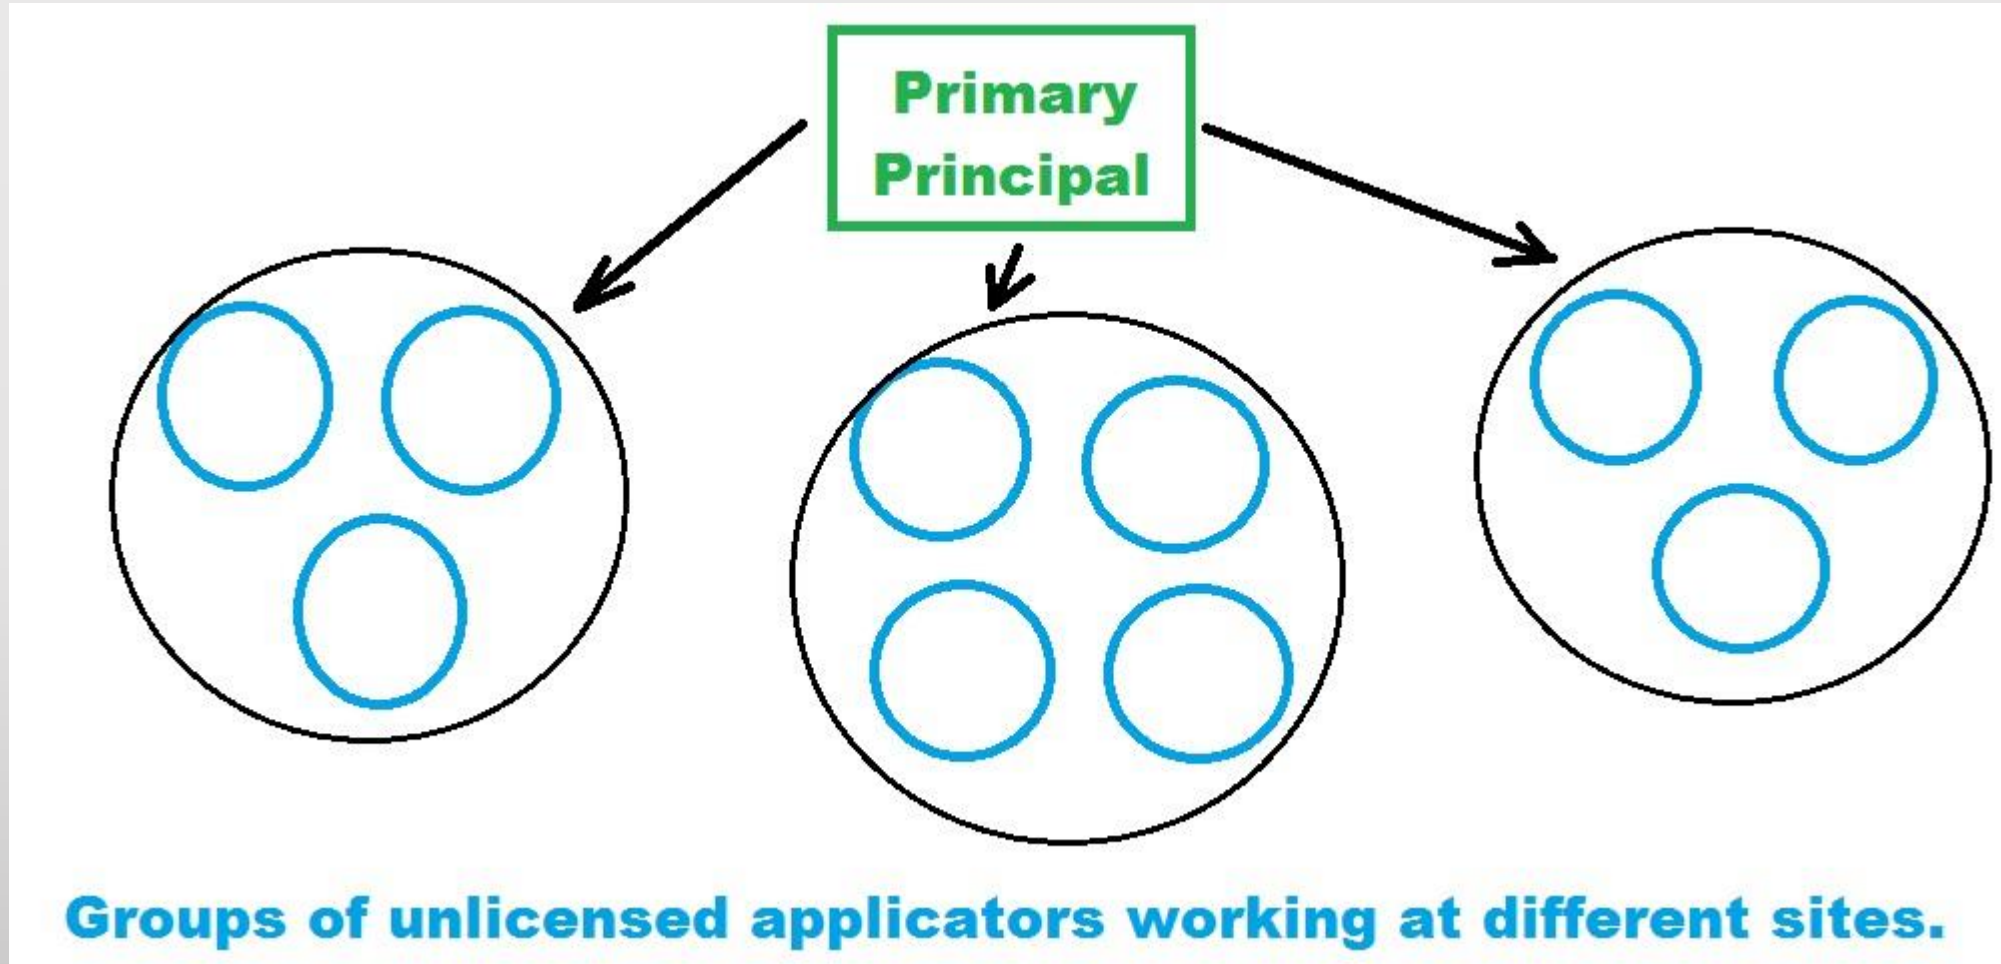 Primary
Principal
Groups of unlicensed applicators working at different sites.